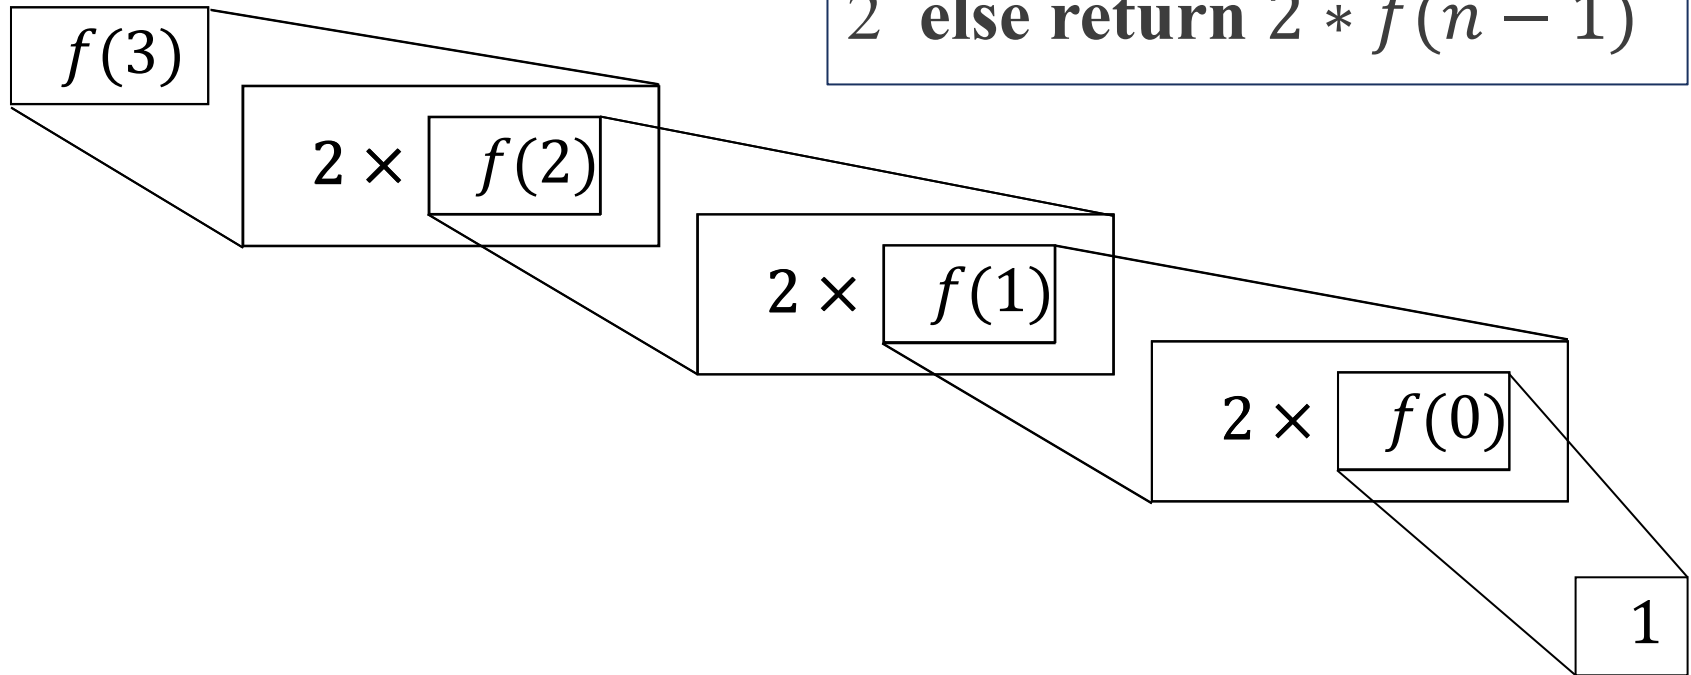 2 else return 2 ∗ f(n − 1)
f(3)
2 × f(2)
2 × f(1)
2 × f(0)
1